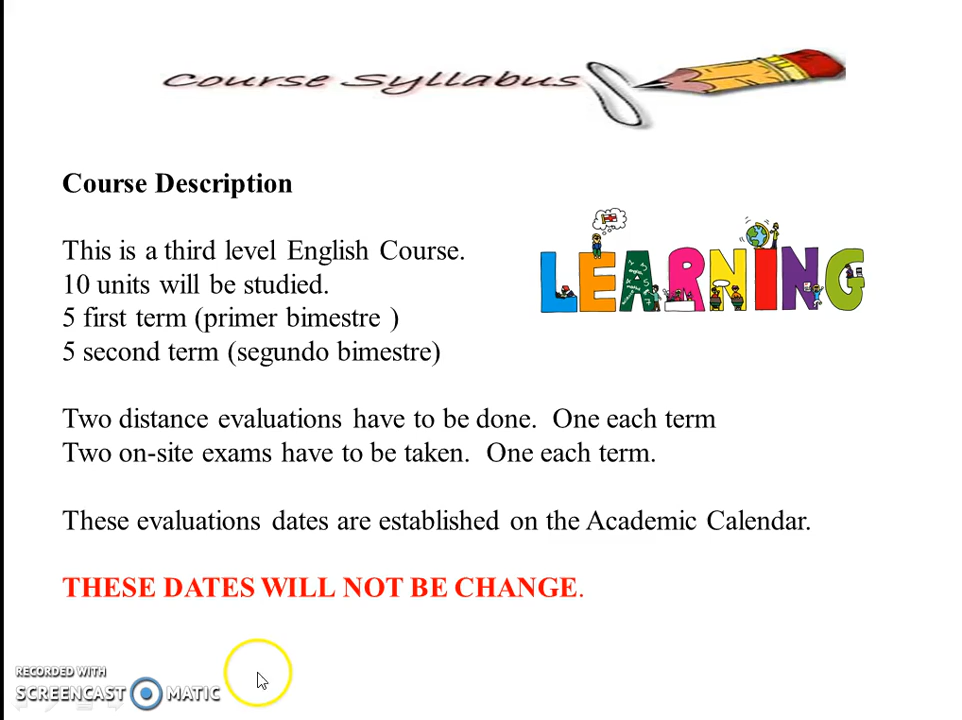 Course Syllabus
Course Description
This is a third level English Course.
10 units will be studied.
LEARNING
5 first term (primer bimestre )
5 second term (segundo bimestre)
Two distance evaluations have to be done. One each term
Two on-site exams have to be taken. One each term.
These evaluations dates are established on the Academic Calendar.
THESE DATES WILL NOT BE CHANGE.
RECORDED WITH
SCREENCAST MATIC